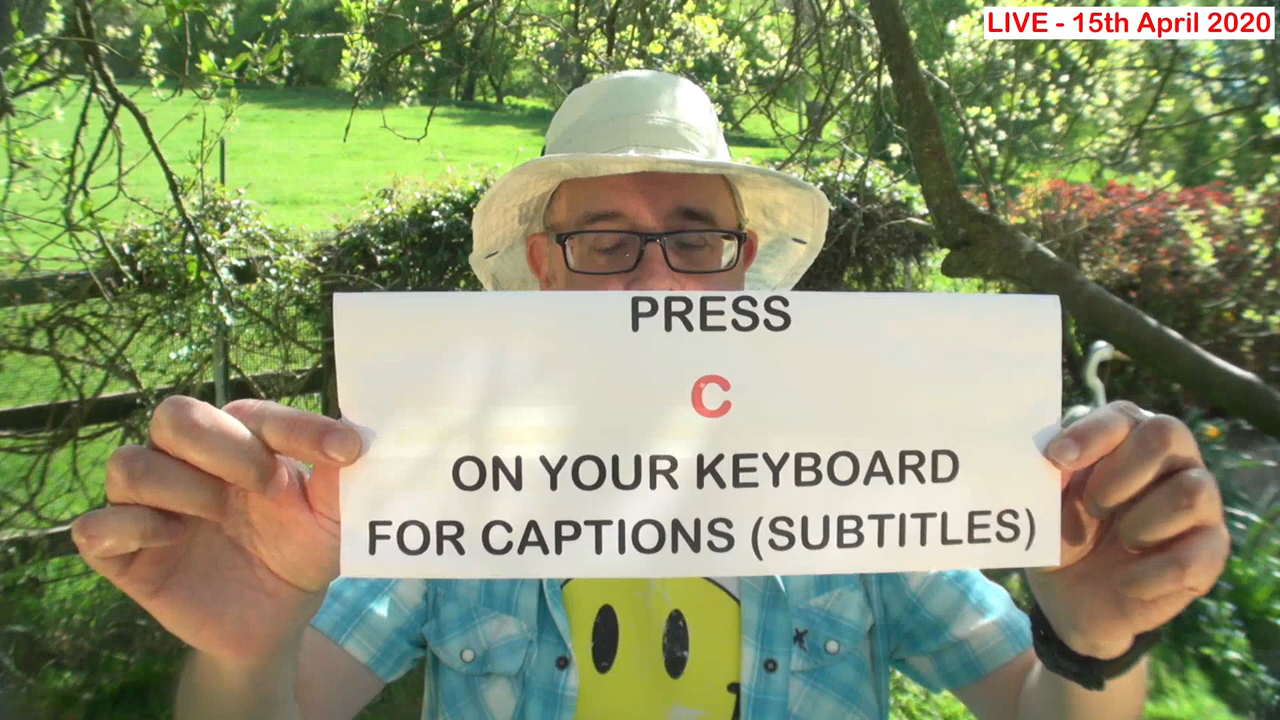 LIVE - 15th April 2020
PRESS
C
ON YOUR KEYBOARD
FOR CAPTIONS (SUBTITLES)